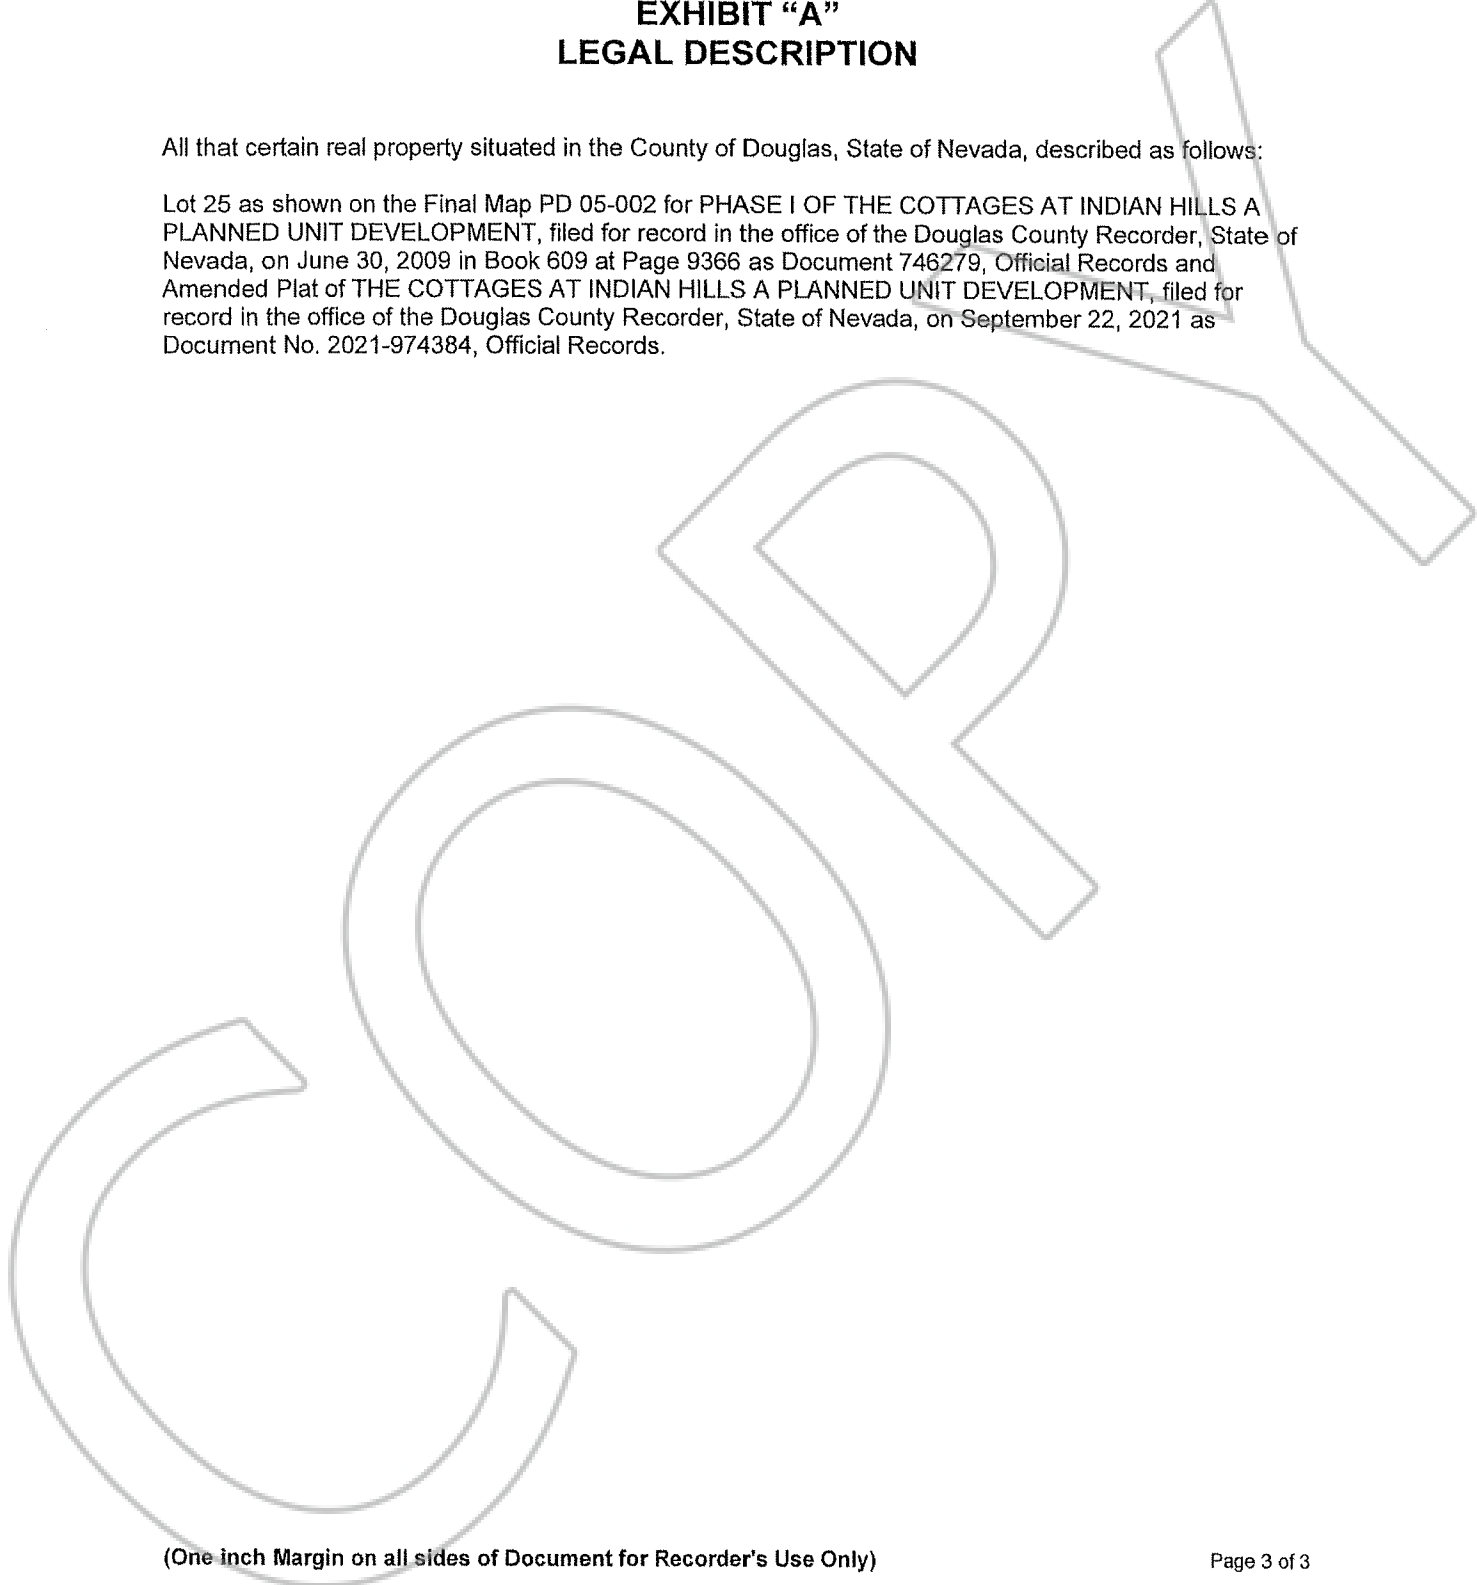 EXHIBIT “A”
LEGAL DESCRIPTION
All that certain real property situated in the County of Douglas, State of Nevada, described as follows:
Lot 25 as shown on the Final Map PD 05-002 for PHASE I OF THE COTTAGES AT INDIAN HILLS A
PLANNED UNIT DEVELOPMENT, filed for record in the office of the Douglas County Recorder, State of
Nevada, on June 30, 2009 in Book 609 at Page 9366 as Document 746279, Official Records and
Amended Plat of THE COTTAGES AT INDIAN HILLS A PLANNED UNIT DEVELOPMENT, filed for
record in the office of the Douglas County Recorder, State of Nevada, on September 22, 2021 as
Document No. 2021-974384, Official Records.
COPY
(One inch Margin on all sides of Document for Recorder's Use Only)
Page 3 of 3